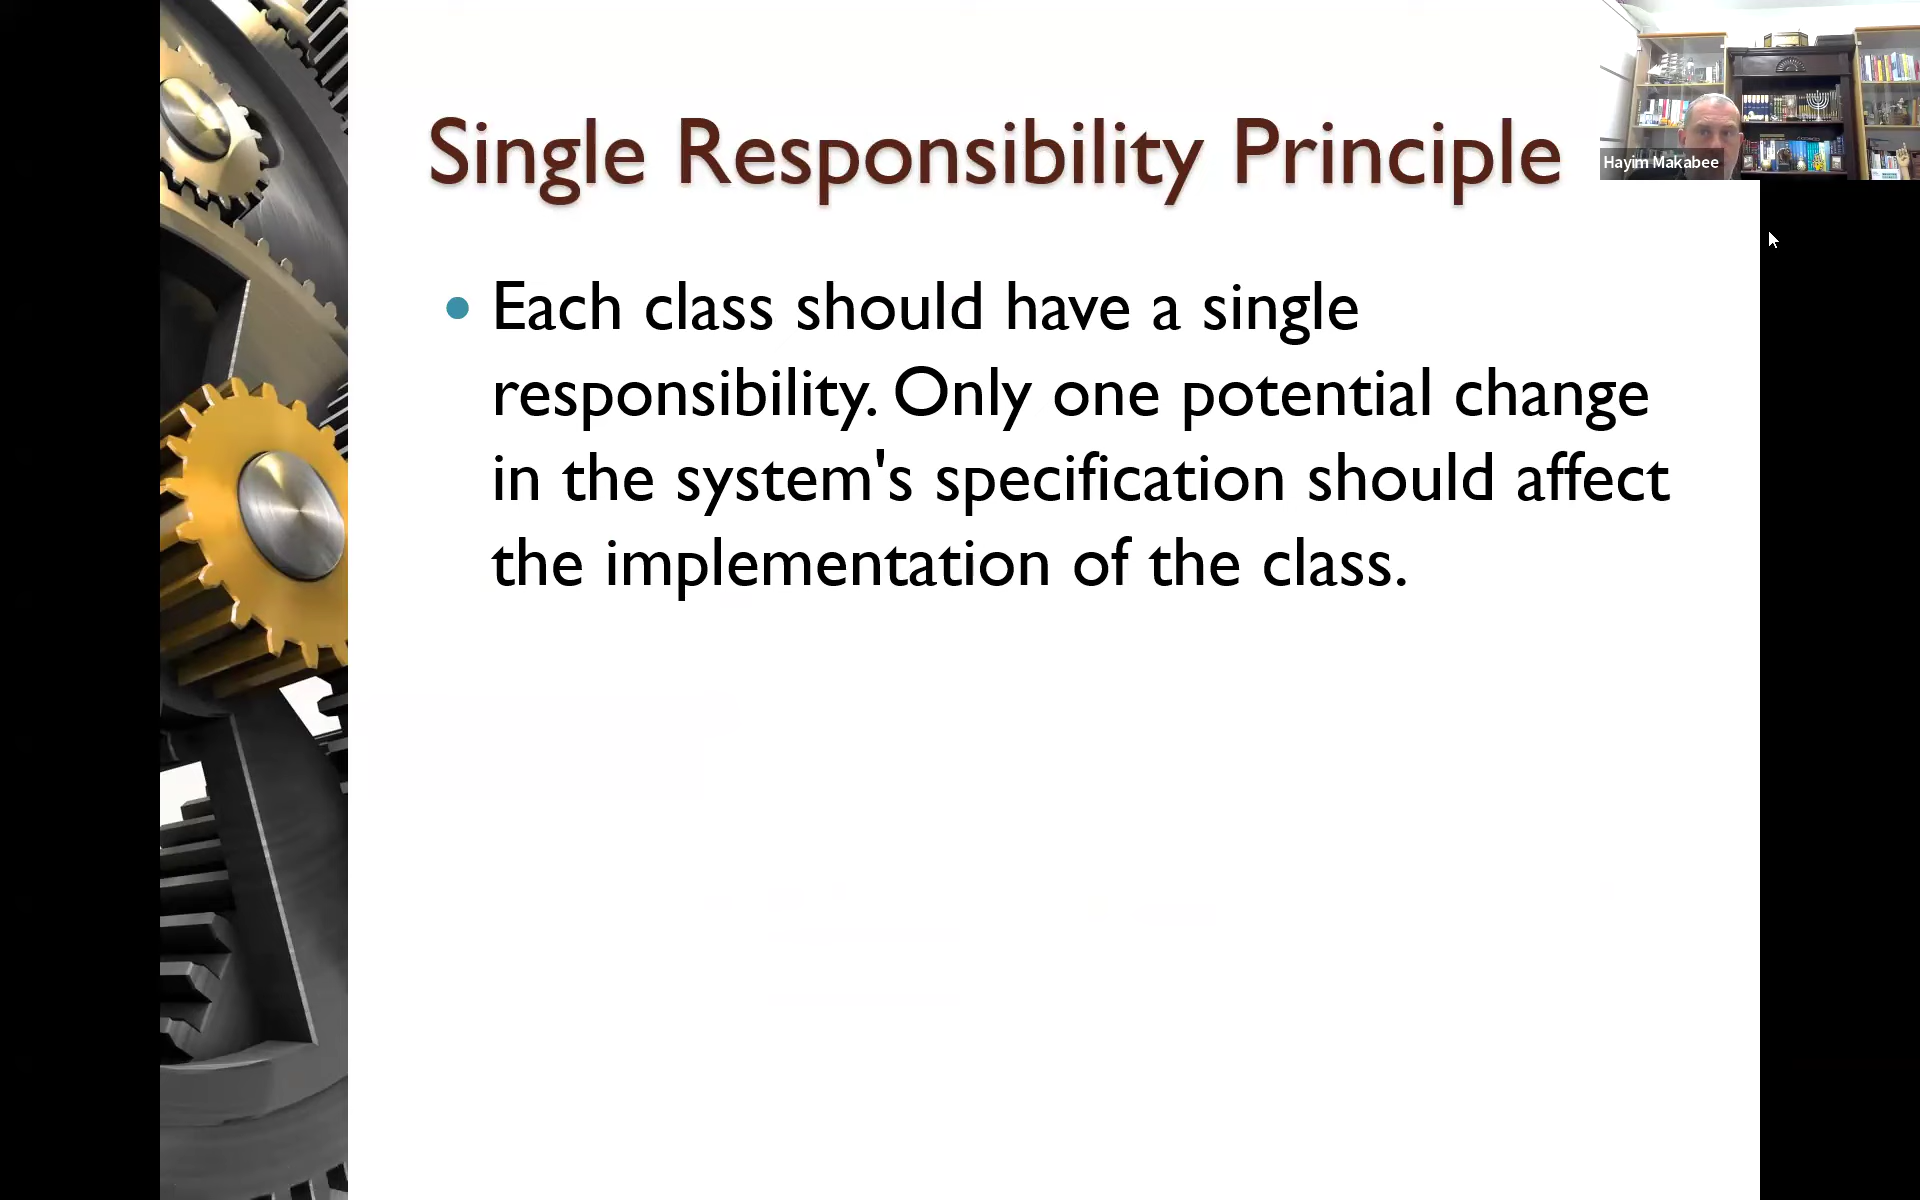 Single Responsibility Principle
Hayim Makabee
• Each class should have a single
responsibility. Only one potential change
in the system's specification should affect
the implementation of the class.